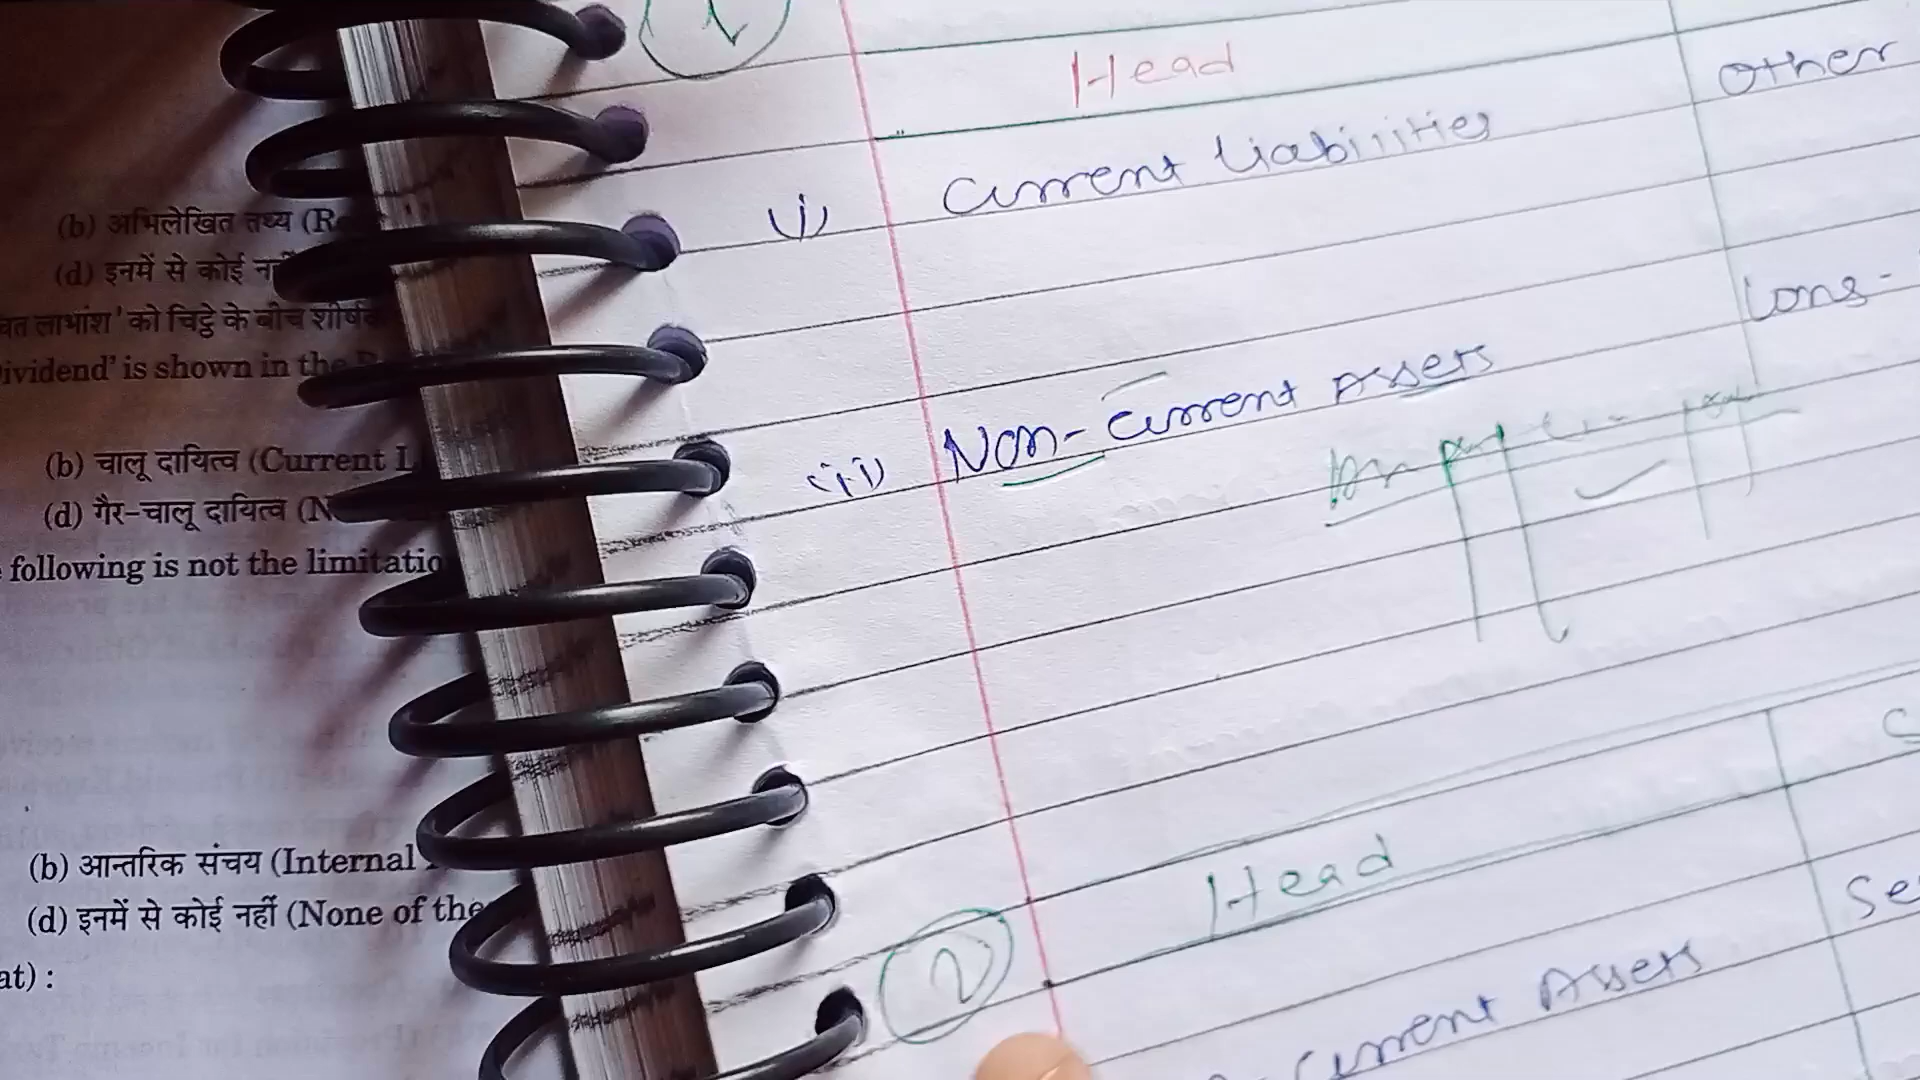 (b) अभिलेखित तथ्य (R
(d) इनमें से कोई नहीं
लाभांश' को चिट्ठे के बीच शीर्षक
ividend' is shown in the
(b) चालू दायित्व (Current L
(d) गैर-चालू दायित्व (N
following is not the limitatio
(b) आन्तरिक संचय (Internal
(d) इनमें से कोई नहीं (None of the
at) :
Head
Other
(i) Current Liabilities
Long-
(ii) Non-Current Assets
2 Head
Se
Current Assets